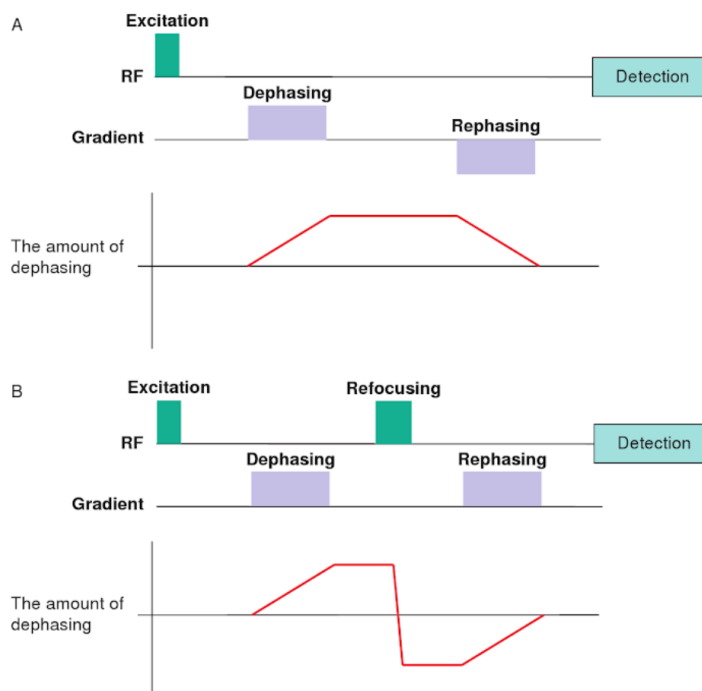 A
Excitation
RF
Detection
Dephasing
Rephasing
Gradient
The amount of
dephasing
B
Excitation
Refocusing
RF
Detection
Dephasing
Rephasing
Gradient
The amount of
dephasing